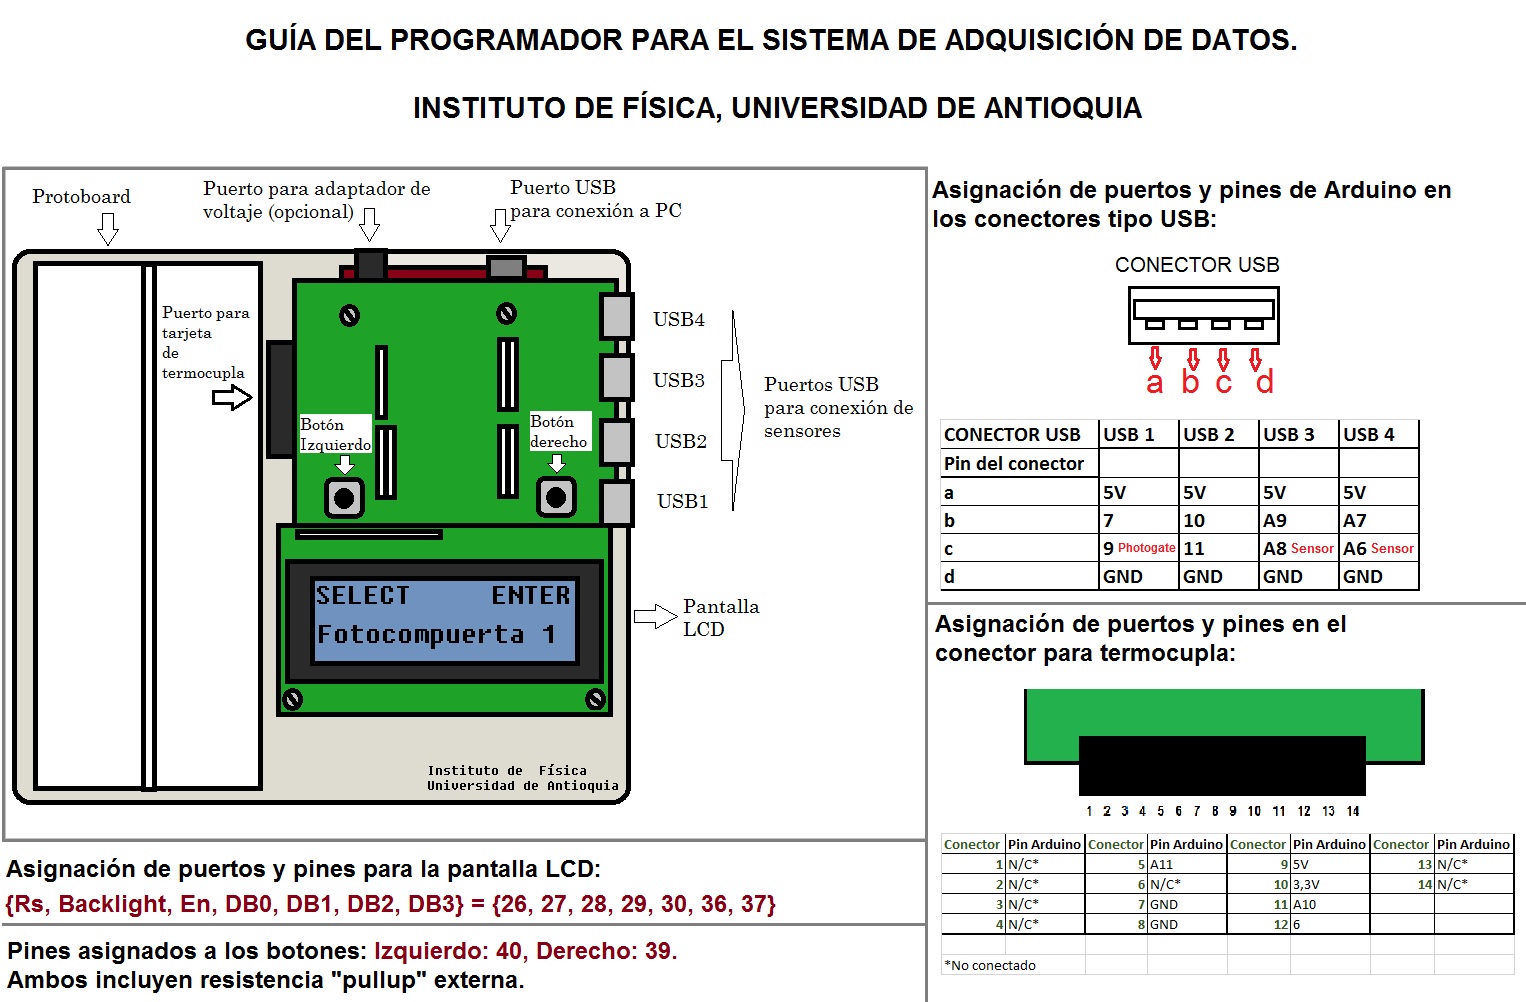 GUÍA DEL PROGRAMADOR PARA EL SISTEMA DE ADQUISICIÓN DE DATOS.
INSTITUTO DE FÍSICA, UNIVERSIDAD DE ANTIOQUIA
Protoboard
Puerto para adaptador de
voltaje (opcional)
Puerto USB
para conexión a PC
Puerto para
tarjeta
de
termocupla
Botón
Izquierdo
Botón
derecho
USB4
USB3
USB2
USB1
Puertos USB
para conexión de
sensores
SELECT ENTER
Fotocompuerta 1
Pantalla
LCD
Instituto de Física
Universidad de Antioquia
Asignación de puertos y pines para la pantalla LCD:
{Rs, Backlight, En, DB0, DB1, DB2, DB3} = {26, 27, 28, 29, 30, 36, 37}
Pines asignados a los botones: Izquierdo: 40, Derecho: 39.
Ambos incluyen resistencia "pullup" externa.
Asignación de puertos y pines de Arduino en
los conectores tipo USB:
CONECTOR USB
a b c d
CONECTOR USB USB 1 USB 2 USB 3 USB 4
Pin del conector
a 5V 5V 5V 5V
b 7 10 A9 A7
c 9 Photogate 11 A8 Sensor A6 Sensor
d GND GND GND GND
Asignación de puertos y pines en el
conector para termocupla:
1 2 3 4 5 6 7 8 9 10 11 12 13 14
Conector Pin Arduino Conector Pin Arduino Conector Pin Arduino Conector Pin Arduino
1 N/C* 5 A11 9 5V 13 N/C*
2 N/C* 6 N/C* 10 3,3V 14 N/C*
3 N/C* 7 GND 11 A10
4 N/C* 8 GND 12 6
*No conectado